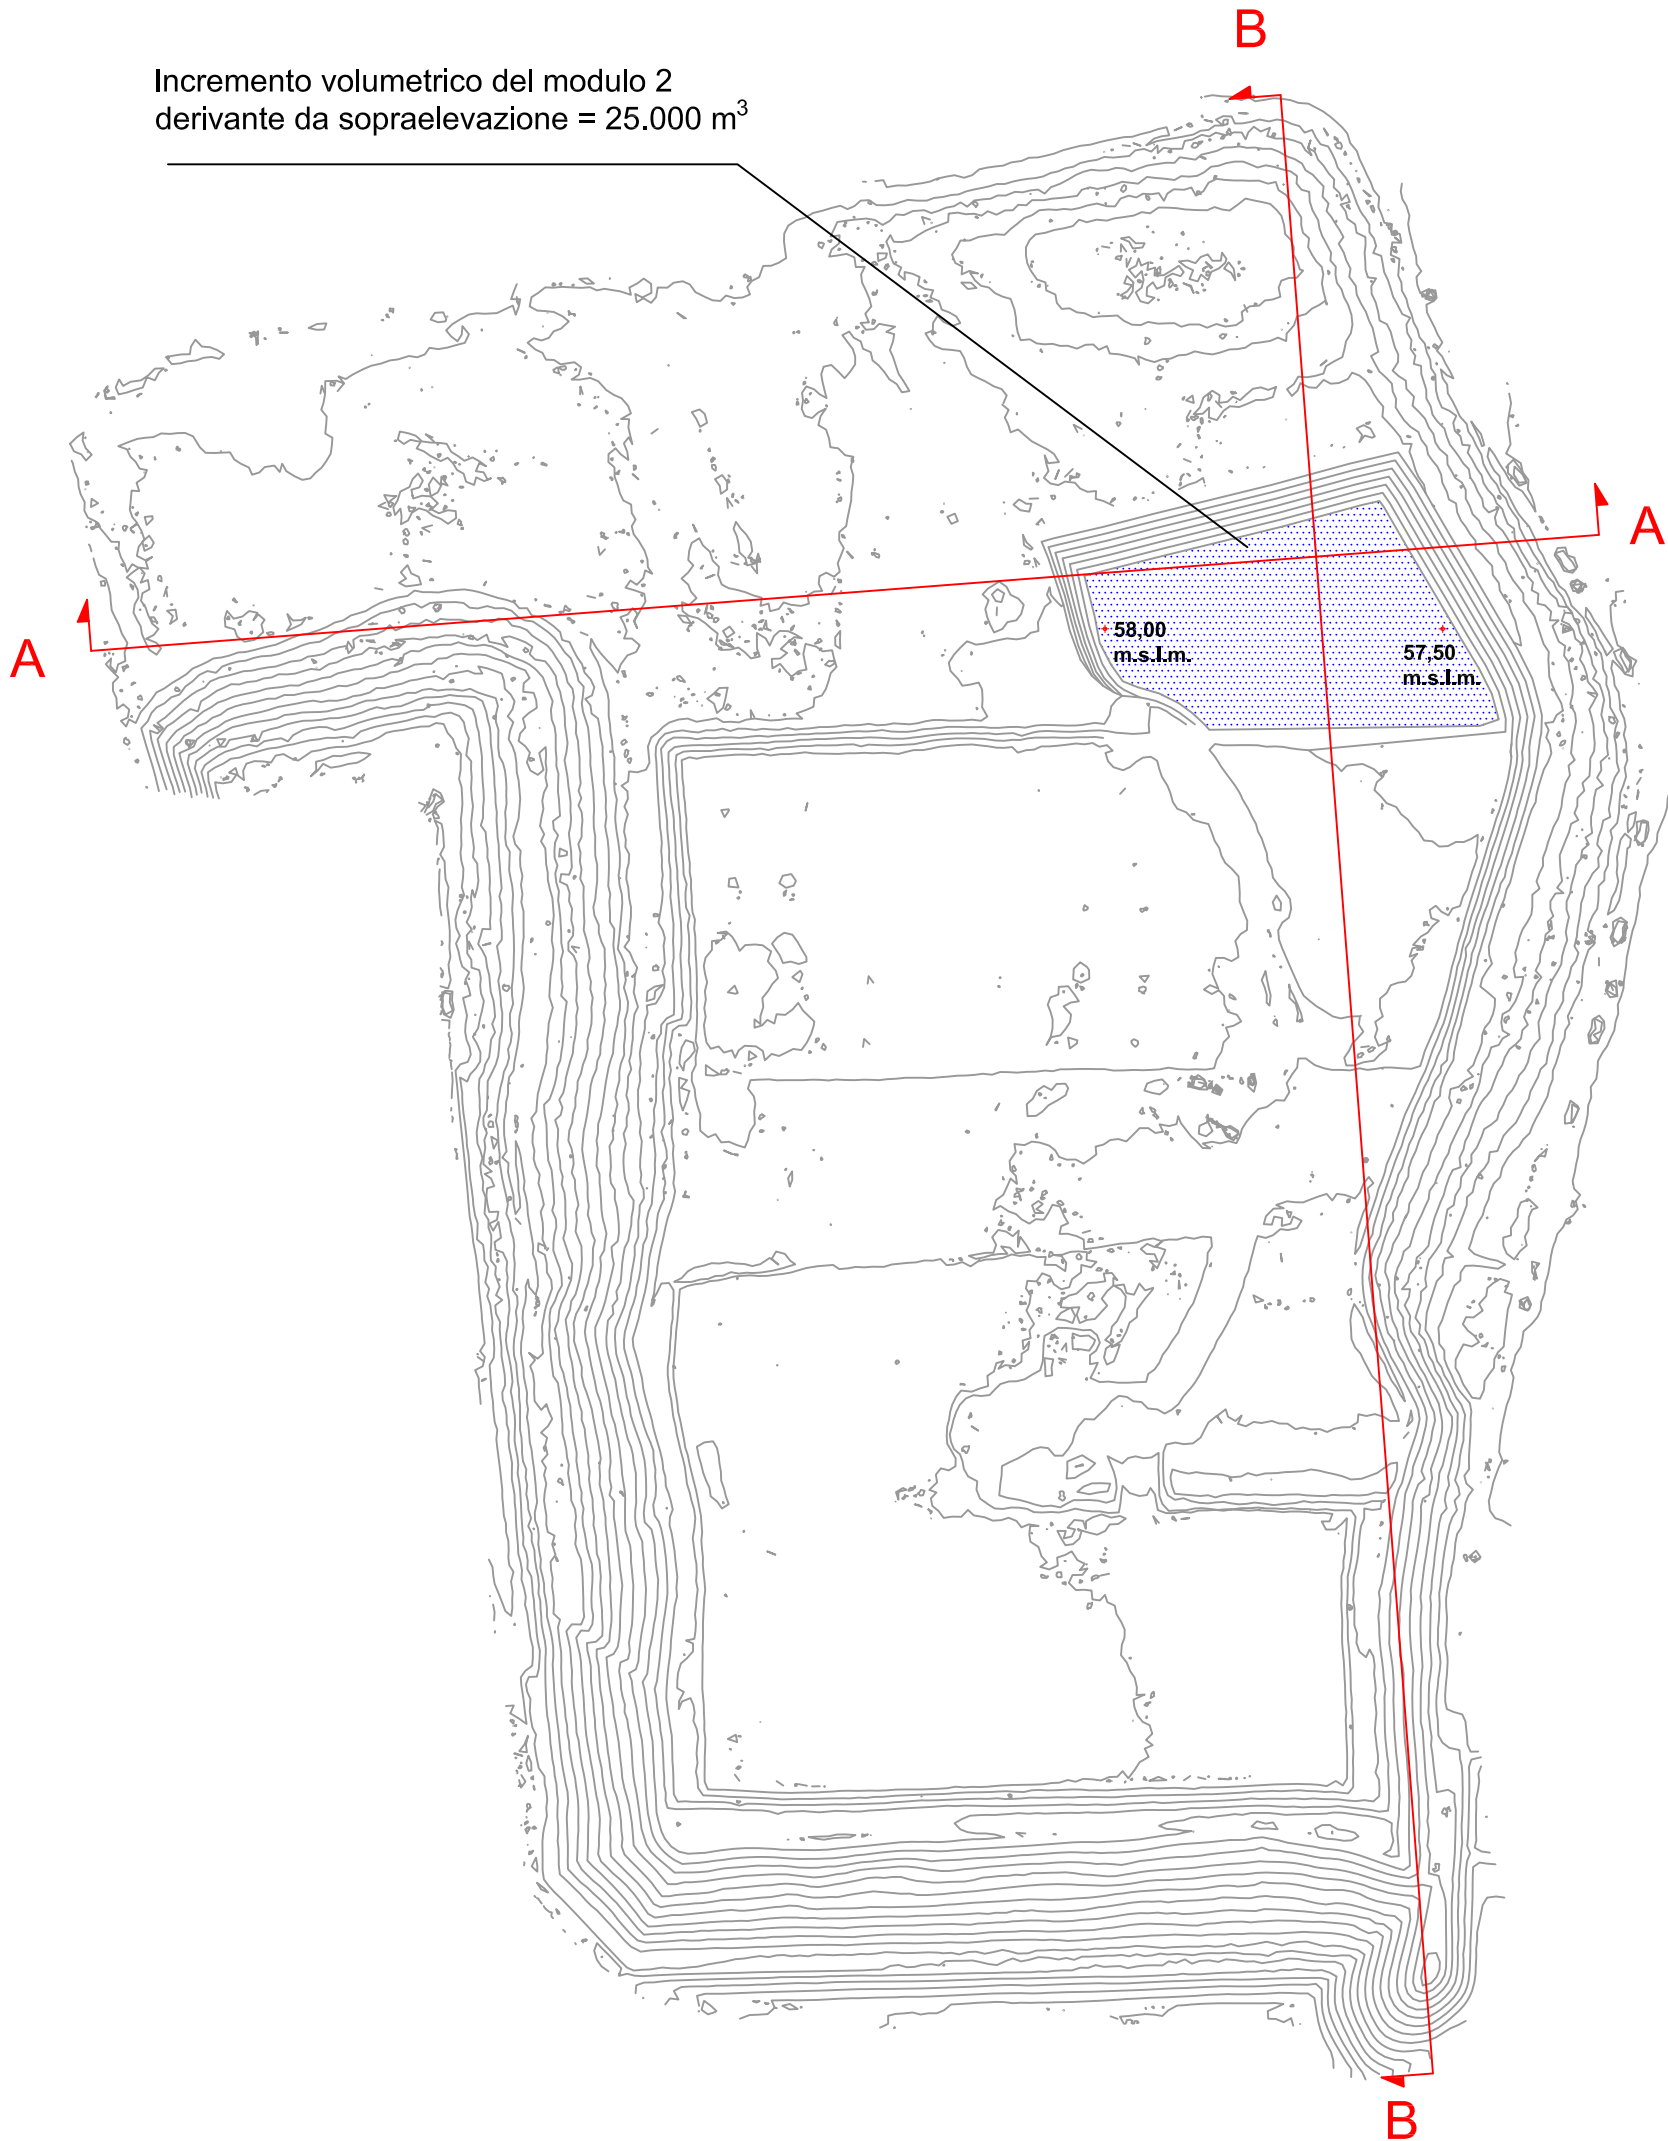 B
Incremento volumetrico del modulo 2
derivante da sopraelevazione = 25.000 m³
A
A
58,00
m.s.l.m.
57,50
m.s.l.m.
B